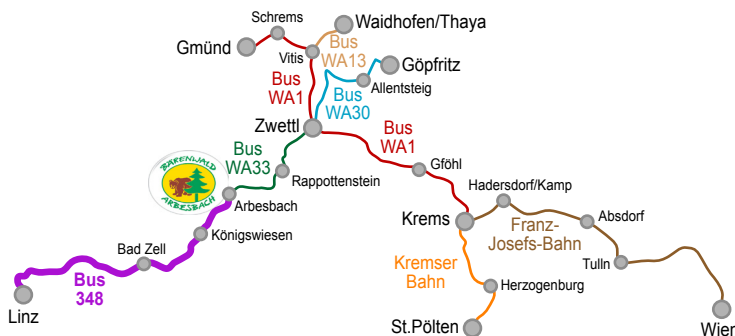 Schrems
Waidhofen/Thaya
Gmünd
Vitis
Bus
WA13
Göpfritz
Allentsteig
Bus
WA1
Bus
WA30
Zwettl
Bus
WA1
Bus
WA33
Gföhl
Rappottenstein
BÄRENWALD
ARBESBACH
Arbesbach
Hadersdorf/Kamp
Krems
Franz-
Josefs-Bahn
Absdorf
Königswiesen
Bad Zell
Tulln
Kremser
Bahn
Bus
348
Herzogenburg
Linz
St.Pölten
Wien